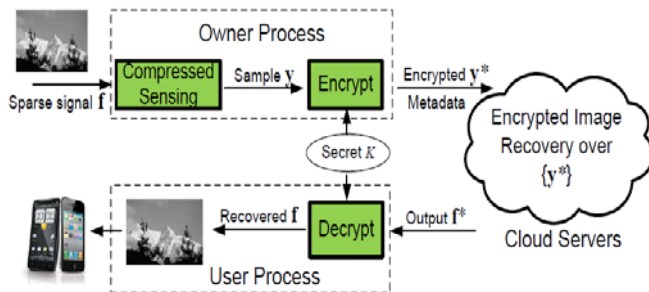 Owner Process
Sparse signal f
Compressed
Sensing
Sample y
Encrypt
Encrypted y*
Metadata
Encrypted Image
Recovery over
{y*}
Cloud Servers
Secret K
Recovered f
Decrypt
Output f*
User Process